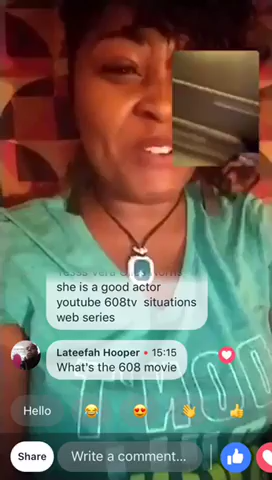 she is a good actor
youtube 608tv situations
web series
Lateefah Hooper • 15:15
What's the 608 movie
Hello
Share
Write a comment...